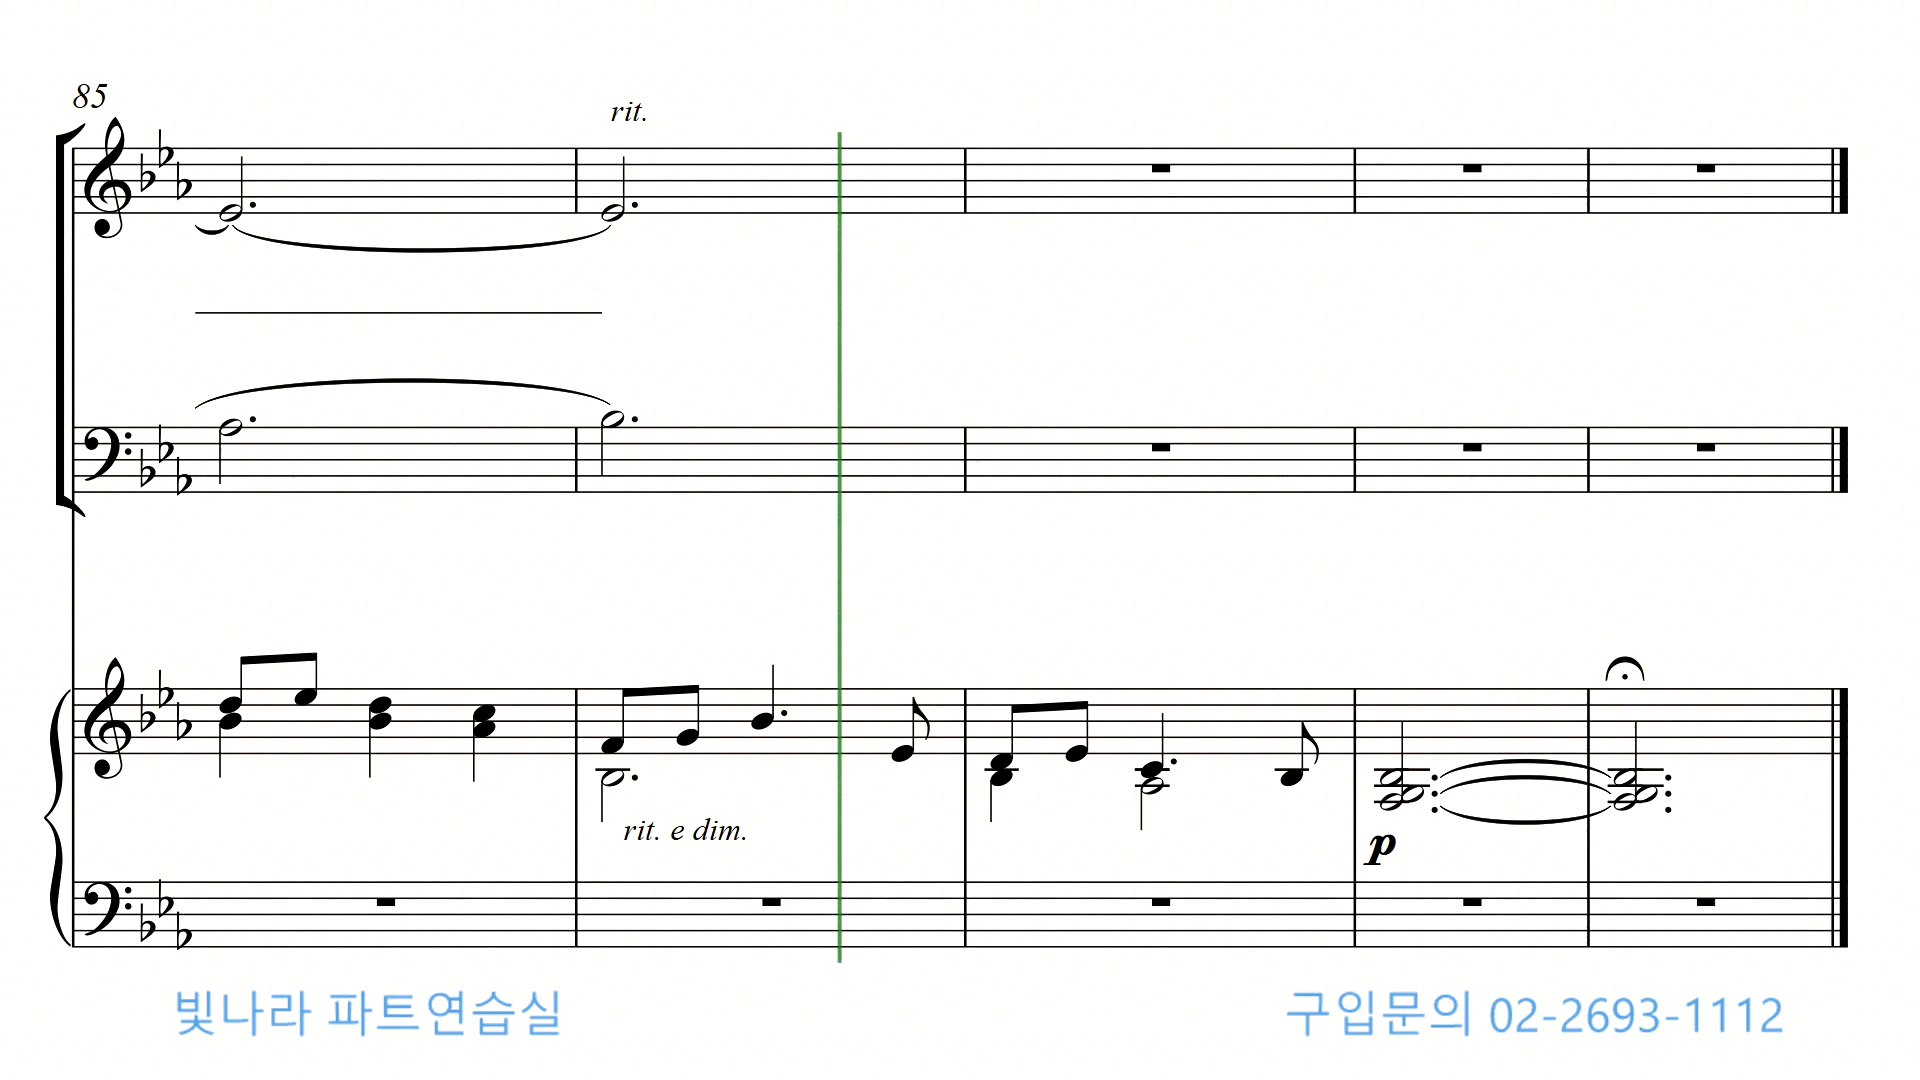 85
rit.
rit. e dim.
p
빛나라 파트연습실
구입문의 02-2693-1112